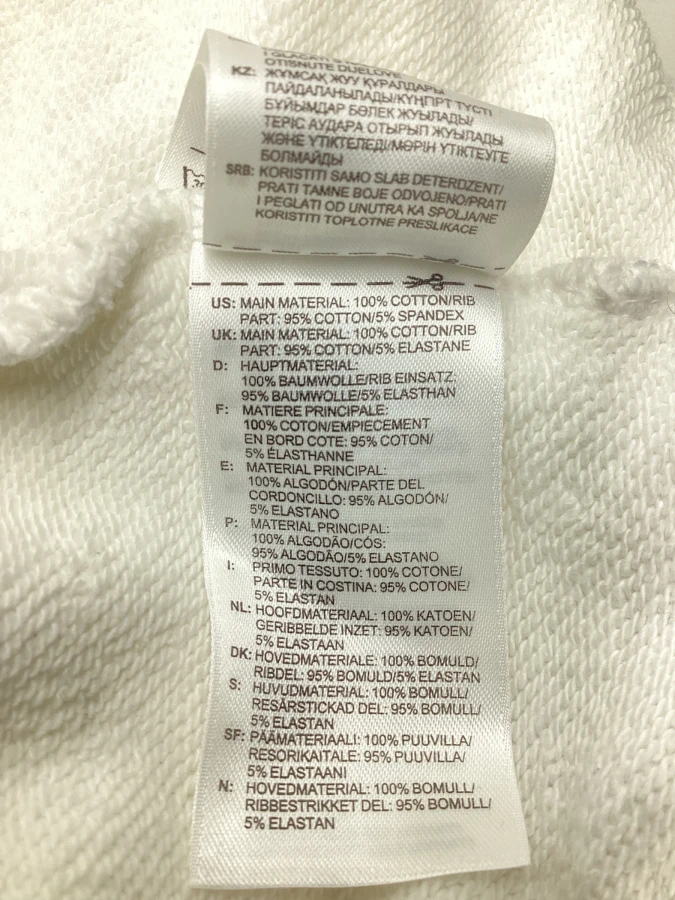 I GLAČATI
OTISNUTE DIJELOVE
KZ: ЖҰМСАҚ ЖУУ ҚҰРАЛДАРЫ
ПАЙДАЛАНЫЛАДЫ/КҮҢГІРТ ТҮСТІ
БҰЙЫМДАР БӨЛЕК ЖУЫЛАДЫ/
ТЕРІС АУДАРА ОТЫРЫП ЖУЫЛАДЫ
ЖӘНЕ ҮТІКТЕЛЕДІ/МӨРІН ҮТІКТЕУГЕ
БОЛМАЙДЫ
SRB: KORISTITI SAMO SLAB DETERDZENT/
PRATI TAMNE BOJE ODVOJENO/PRATI
I PEGLATI OD UNUTRA KA SPOLJA/NE
KORISTITI TOPLOTNE PRESLIKACE
US: MAIN MATERIAL: 100% COTTON/RIB
PART: 95% COTTON/5% SPANDEX
UK: MAIN MATERIAL: 100% COTTON/RIB
PART: 95% COTTON/5% ELASTANE
D: HAUPTMATERIAL:
100% BAUMWOLLE/RIB EINSATZ:
95% BAUMWOLLE/5% ELASTHAN
F: MATIERE PRINCIPALE:
100% COTON/EMPIECEMENT
EN BORD COTE: 95% COTON/
5% ÉLASTHANNE
E: MATERIAL PRINCIPAL:
100% ALGODÓN/PARTE DEL
CORDONCILLO: 95% ALGODÓN/
5% ELASTANO
P: MATERIAL PRINCIPAL:
100% ALGODÃO/CÓS:
95% ALGODÃO/5% ELASTANO
I: PRIMO TESSUTO: 100% COTONE/
PARTE IN COSTINA: 95% COTONE/
5% ELASTAN
NL: HOOFDMATERIAAL: 100% KATOEN/
GERIBBELDE INZET: 95% KATOEN/
5% ELASTAAN
DK: HOVEDMATERIALE: 100% BOMULD/
RIBDEL: 95% BOMULD/5% ELASTAN
S: HUVUDMATERIAL: 100% BOMULL/
RESÅRSTICKAD DEL: 95% BOMULL/
5% ELASTAN
SF: PÄÄMATERIAALI: 100% PUUVILLA/
RESORIKAITALE: 95% PUUVILLA/
5% ELASTAANI
N: HOVEDMATERIAL: 100% BOMULL/
RIBBESTRIKKET DEL: 95% BOMULL/
5% ELASTAN